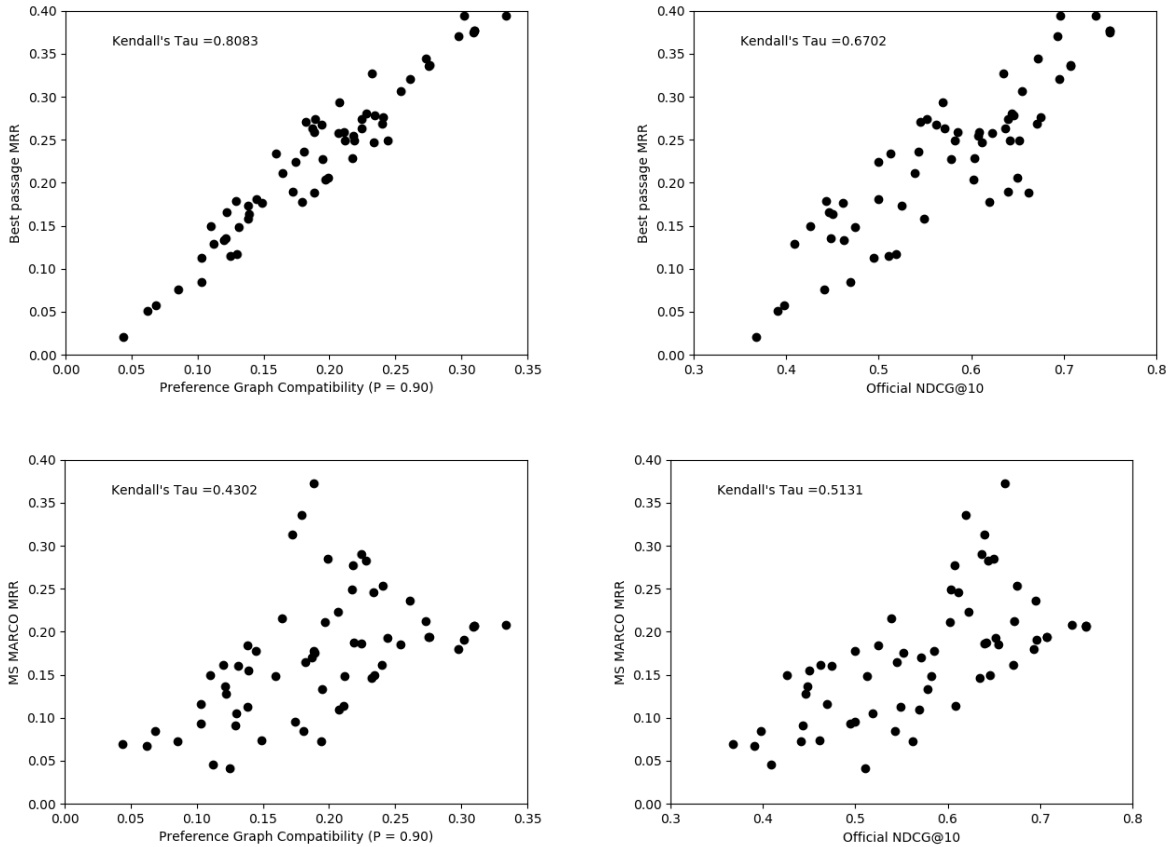 0.40
0.35
0.30
0.25
0.20
0.15
0.10
0.05
0.00
Best passage MRR
Kendall's Tau =0.8083
0.00 0.05 0.10 0.15 0.20 0.25 0.30 0.35
Preference Graph Compatibility (P = 0.90)
0.40
0.35
0.30
0.25
0.20
0.15
0.10
0.05
0.00
Best passage MRR
Kendall's Tau =0.6702
0.3 0.4 0.5 0.6 0.7 0.8
Official NDCG@10
0.40
0.35
0.30
0.25
0.20
0.15
0.10
0.05
0.00
MS MARCO MRR
Kendall's Tau =0.4302
0.00 0.05 0.10 0.15 0.20 0.25 0.30 0.35
Preference Graph Compatibility (P = 0.90)
0.40
0.35
0.30
0.25
0.20
0.15
0.10
0.05
0.00
MS MARCO MRR
Kendall's Tau =0.5131
0.3 0.4 0.5 0.6 0.7 0.8
Official NDCG@10